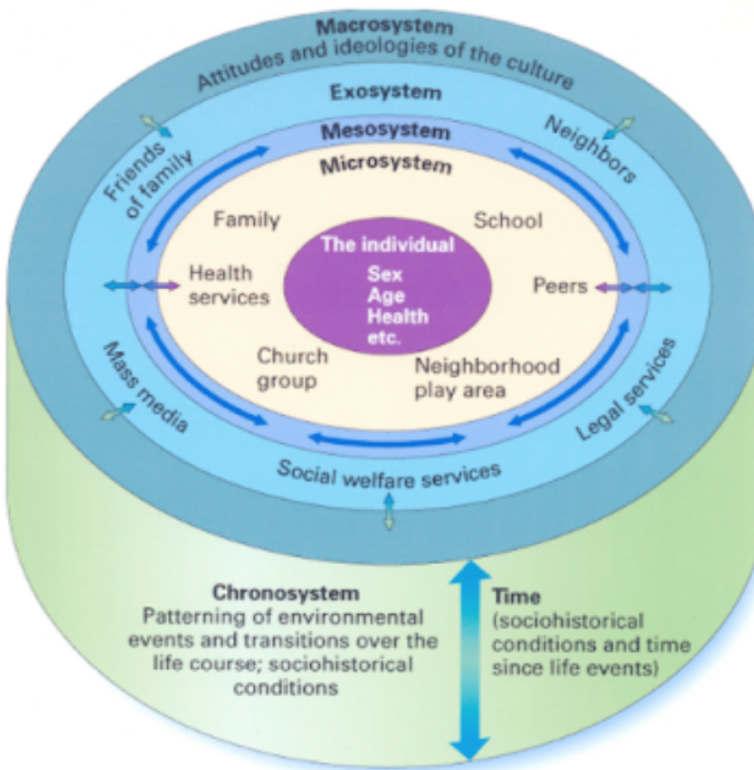 Macrosystem
Attitudes and ideologies of the culture
Exosystem
Mesosystem
Microsystem
Friends
of family
Neighbors
Family
School
The individual
Sex
Age
Health
etc.
Health
services
Peers
Church
group
Neighborhood
play area
Mass media
Legal services
Social welfare services
Chronosystem
Patterning of environmental
events and transitions over the
life course; sociohistorical
conditions
Time
(sociohistorical
conditions and time
since life events)